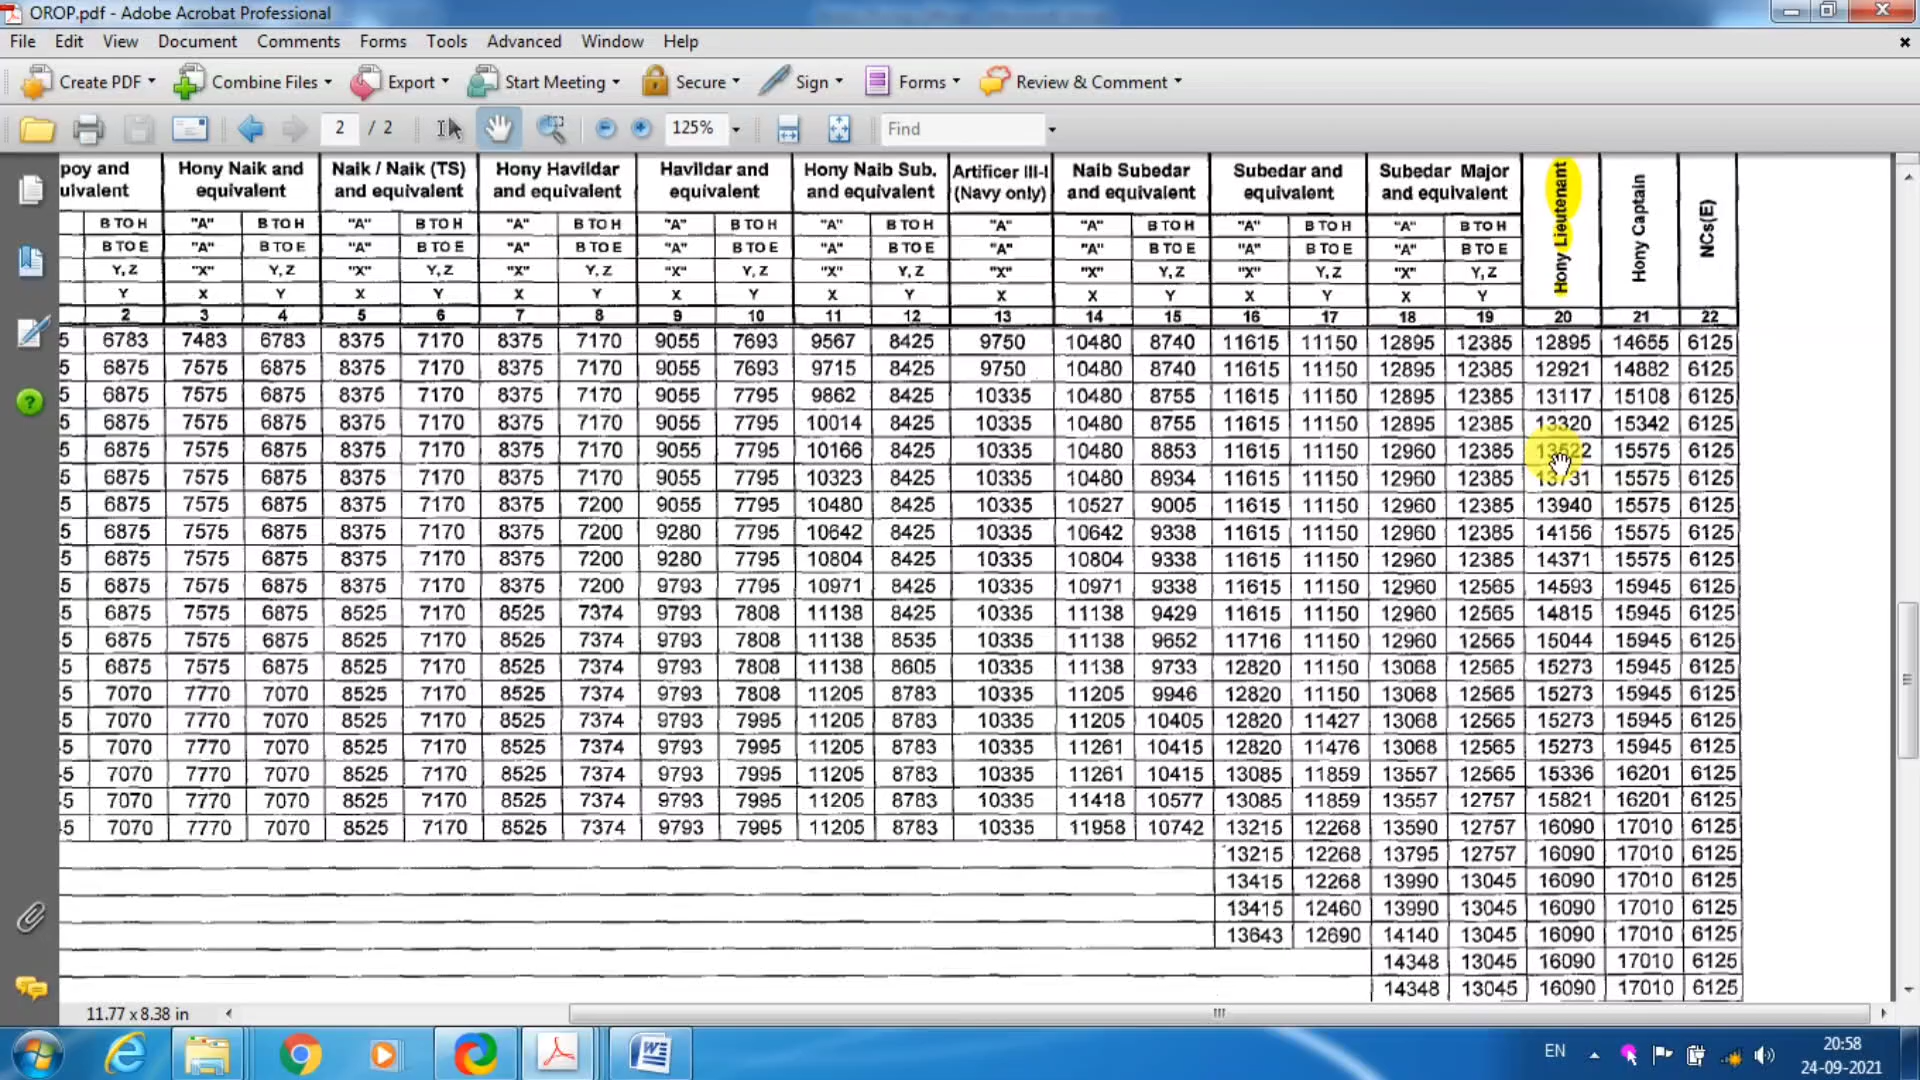 OROP.pdf - Adobe Acrobat Professional
File Edit View Document Comments Forms Tools Advanced Window Help
Create PDF Combine Files Export Start Meeting Secure Sign Forms Review & Comment
2 / 2 125% Find
poy and Hony Naik and Naik / Naik (TS) Hony Havildar Havildar and Hony Naib Sub. Artificer III-I Naib Subedar Subedar and Subedar Major Hony Lieutenant Hony Captain NCs(E)
uivalent equivalent and equivalent and equivalent equivalent and equivalent (Navy only) and equivalent equivalent and equivalent
B TO H "A" B TO H "A" B TO H "A" B TO H "A" B TO H "A" B TO H "A" "A" B TO H "A" B TO H "A" B TO H
B TO E "A" B TO E "A" B TO E "A" B TO E "A" B TO E "A" B TO E "A" "A" B TO E "A" B TO E "A" B TO E
Y, Z "X" Y, Z "X" Y, Z "X" Y, Z "X" Y, Z "X" Y, Z "X" "X" Y, Z "X" Y, Z "X" Y, Z
Y X Y X Y X Y X Y X Y X X Y X Y X Y
2 3 4 5 6 7 8 9 10 11 12 13 14 15 16 17 18 19 20 21 22
5 6783 7483 6783 8375 7170 8375 7170 9055 7693 9567 8425 9750 10480 8740 11615 11150 12895 12385 12895 14655 6125
5 6875 7575 6875 8375 7170 8375 7170 9055 7693 9715 8425 9750 10480 8740 11615 11150 12895 12385 12921 14882 6125
5 6875 7575 6875 8375 7170 8375 7170 9055 7795 9862 8425 10335 10480 8755 11615 11150 12895 12385 13117 15108 6125
5 6875 7575 6875 8375 7170 8375 7170 9055 7795 10014 8425 10335 10480 8755 11615 11150 12895 12385 13320 15342 6125
5 6875 7575 6875 8375 7170 8375 7170 9055 7795 10166 8425 10335 10480 8853 11615 11150 12960 12385 13522 15575 6125
5 6875 7575 6875 8375 7170 8375 7170 9055 7795 10323 8425 10335 10480 8934 11615 11150 12960 12385 13731 15575 6125
5 6875 7575 6875 8375 7170 8375 7200 9055 7795 10480 8425 10335 10527 9005 11615 11150 12960 12385 13940 15575 6125
5 6875 7575 6875 8375 7170 8375 7200 9280 7795 10642 8425 10335 10642 9338 11615 11150 12960 12385 14156 15575 6125
5 6875 7575 6875 8375 7170 8375 7200 9280 7795 10804 8425 10335 10804 9338 11615 11150 12960 12385 14371 15575 6125
5 6875 7575 6875 8375 7170 8375 7200 9793 7795 10971 8425 10335 10971 9338 11615 11150 12960 12565 14593 15945 6125
5 6875 7575 6875 8525 7170 8525 7374 9793 7808 11138 8425 10335 11138 9429 11615 11150 12960 12565 14815 15945 6125
5 6875 7575 6875 8525 7170 8525 7374 9793 7808 11138 8535 10335 11138 9652 11716 11150 12960 12565 15044 15945 6125
5 6875 7575 6875 8525 7170 8525 7374 9793 7808 11138 8605 10335 11138 9733 12820 11150 13068 12565 15273 15945 6125
5 7070 7770 7070 8525 7170 8525 7374 9793 7808 11205 8783 10335 11205 9946 12820 11150 13068 12565 15273 15945 6125
5 7070 7770 7070 8525 7170 8525 7374 9793 7995 11205 8783 10335 11205 10405 12820 11427 13068 12565 15273 15945 6125
5 7070 7770 7070 8525 7170 8525 7374 9793 7995 11205 8783 10335 11261 10415 12820 11476 13068 12565 15273 15945 6125
5 7070 7770 7070 8525 7170 8525 7374 9793 7995 11205 8783 10335 11261 10415 13085 11859 13557 12565 15336 16201 6125
5 7070 7770 7070 8525 7170 8525 7374 9793 7995 11205 8783 10335 11418 10577 13085 11859 13557 12757 15821 16201 6125
5 7070 7770 7070 8525 7170 8525 7374 9793 7995 11205 8783 10335 11958 10742 13215 12268 13590 12757 16090 17010 6125
13215 12268 13795 12757 16090 17010 6125
13415 12268 13990 13045 16090 17010 6125
13415 12460 13990 13045 16090 17010 6125
13643 12690 14140 13045 16090 17010 6125
14348 13045 16090 17010 6125
14348 13045 16090 17010 6125
11.77 x 8.38 in
EN 20:58
24-09-2021